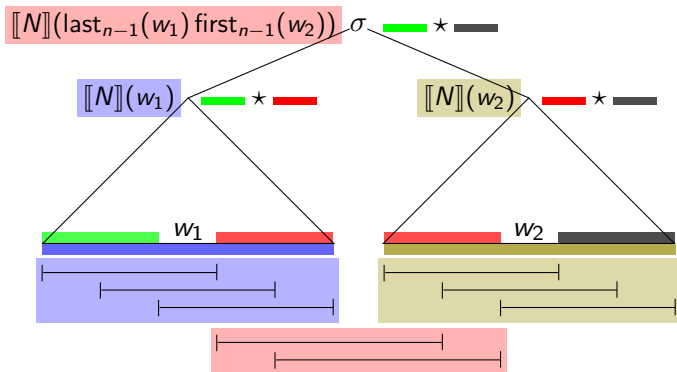 ⟦N⟧(last_{n−1}(w_1) first_{n−1}(w_2)) σ ⋆
⟦N⟧(w_1) ⋆ ⟦N⟧(w_2) ⋆
w_1 w_2